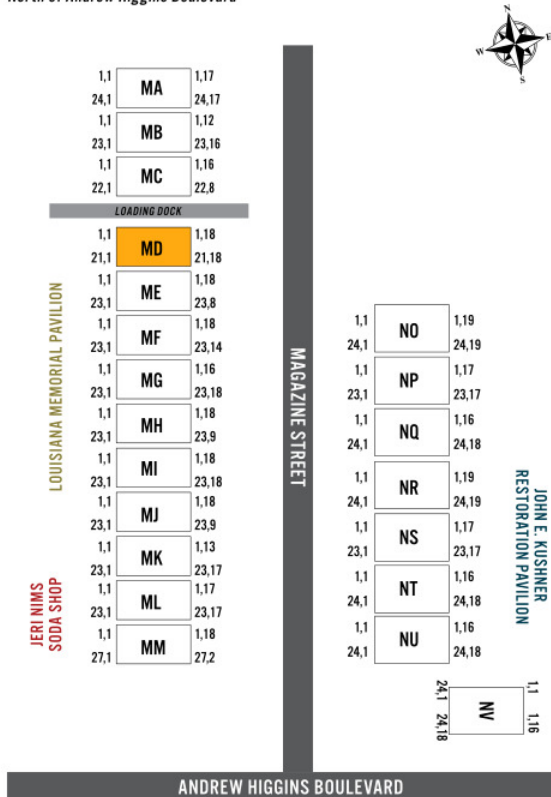 North of Andrew Higgins Boulevard
N
W E
S
1,1 MA 1,17
24,1 24,17
1,1 MB 1,12
23,1 23,16
1,1 MC 1,16
22,1 22,8
LOADING DOCK
1,1 MD 1,18
21,1 21,18
1,1 ME 1,18
23,1 23,8
1,1 MF 1,18
23,1 23,14
1,1 MG 1,16
23,1 23,18
1,1 MH 1,18
23,1 23,9
1,1 MI 1,18
23,1 23,18
1,1 MJ 1,18
23,1 23,9
1,1 MK 1,13
23,1 23,17
1,1 ML 1,17
23,1 23,17
1,1 MM 1,18
27,1 27,2
LOUISIANA MEMORIAL PAVILION
JERI NIMS
SODA SHOP
MAGAZINE STREET
1,1 NO 1,19
24,1 24,19
1,1 NP 1,17
23,1 23,17
1,1 NQ 1,16
24,1 24,18
1,1 NR 1,19
24,1 24,19
1,1 NS 1,17
23,1 23,17
1,1 NT 1,16
24,1 24,18
1,1 NU 1,16
24,1 24,18
JOHN E. KUSHNER
RESTORATION PAVILION
1,1 NV 1,16
24,1 24,18
ANDREW HIGGINS BOULEVARD